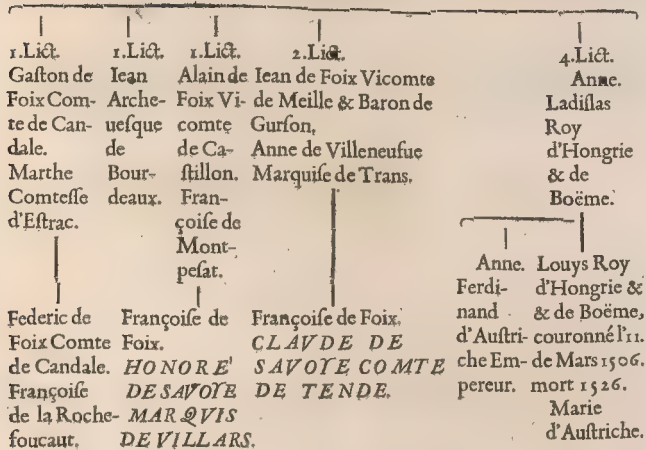 1.Lict.
Gaſton de
Foix Com-
te de Can-
dale.
Marthe
Comteſſe
d'Eſtrac.
1.Lict.
Iean
Arche-
ueſque
de
Bour-
deaux.
1.Lict.
Alain de
Foix Vi-
comte
de Ca-
ſtillon.
Fran-
çoiſe de
Mont-
peſat.
2.Lict.
Iean de Foix Vicomte
de Meille & Baron de
Gurſon,
Anne de Villeneufue
Marquiſe de Trans.
4.Lict.
Anne.
Ladiſlas
Roy
d'Hongrie
& de
Boëme.
Federic de
Foix Comte
de Candale.
Françoiſe
de la Roche-
foucaut.
Françoiſe de
Foix.
HONORE'
DE SAVOYE
MARQVIS
DE VILLARS.
Françoiſe de Foix.
CLAVDE DE
SAVOYE COMTE
DE TENDE.
Anne.
Ferdi-
nand
d'Auſtri-
che Em-
pereur.
Louys Roy
d'Hongrie &
& de Boëme,
couronné l'11.
de Mars 1506.
mort 1526.
Marie
d'Auſtriche.